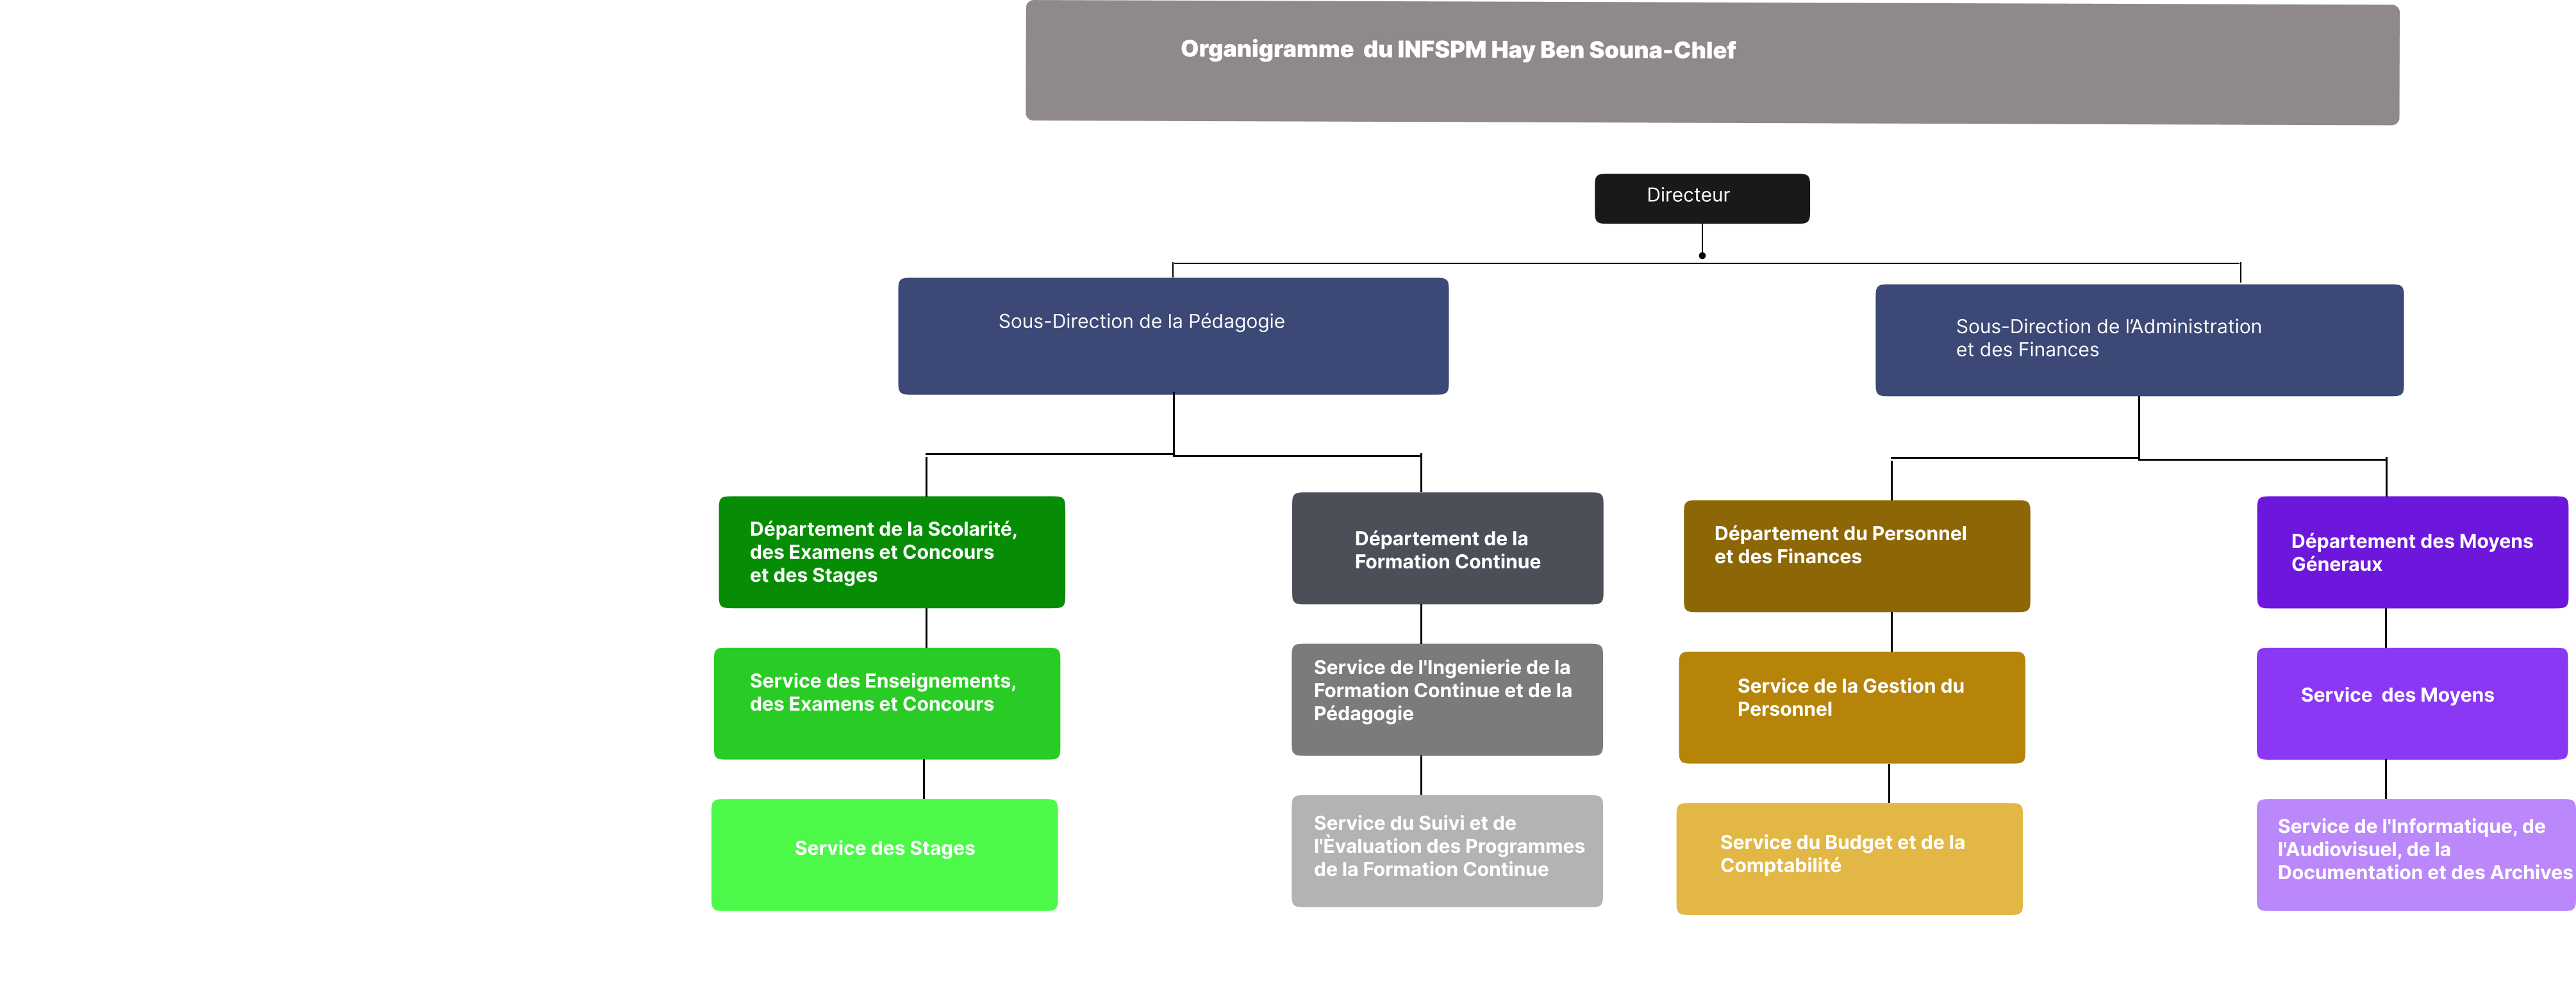 Organigramme  du INFSPM Hay Ben Souna-Chlef
Directeur
Sous-Direction de la Pédagogie
Sous-Direction de l’Administration
et des Finances
Département de la Scolarité,
des Examens et Concours
et des Stages
Département de la
Formation Continue
Département du Personnel
et des Finances
Département des Moyens
Géneraux
Service des Enseignements,
des Examens et Concours
Service de l'Ingenierie de la
Formation Continue et de la
Pédagogie
Service de la Gestion du
Personnel
Service  des Moyens
Service des Stages
Service du Suivi et de
l'Èvaluation des Programmes
de la Formation Continue
Service du Budget et de la
Comptabilité
Service de l'Informatique, de
l'Audiovisuel, de la
Documentation et des Archives